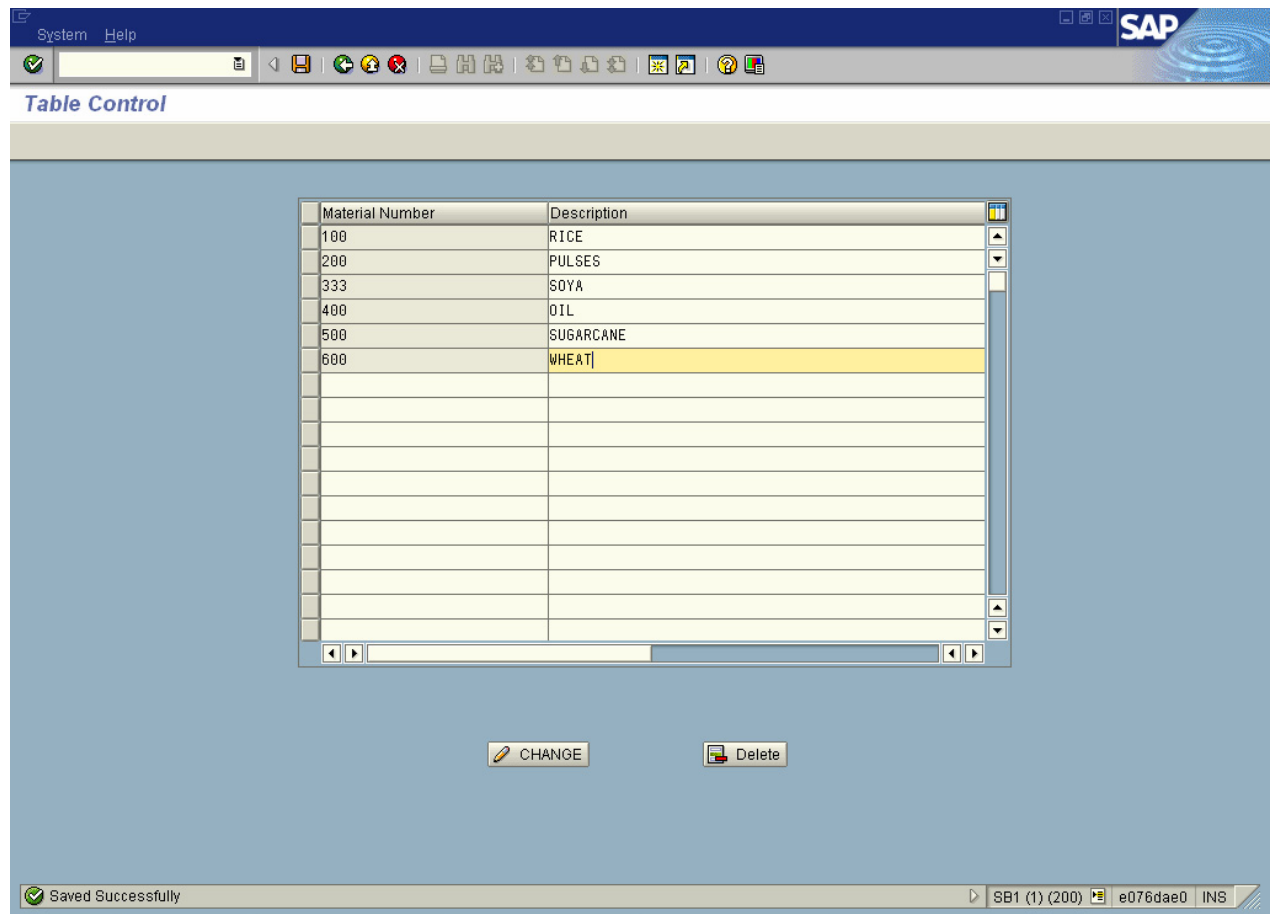 System Help
SAP
Table Control
Material Number Description
100 RICE
200 PULSES
333 SOYA
400 OIL
500 SUGARCANE
600 WHEAT
CHANGE Delete
Saved Successfully SB1 (1) (200) e076dae0 INS